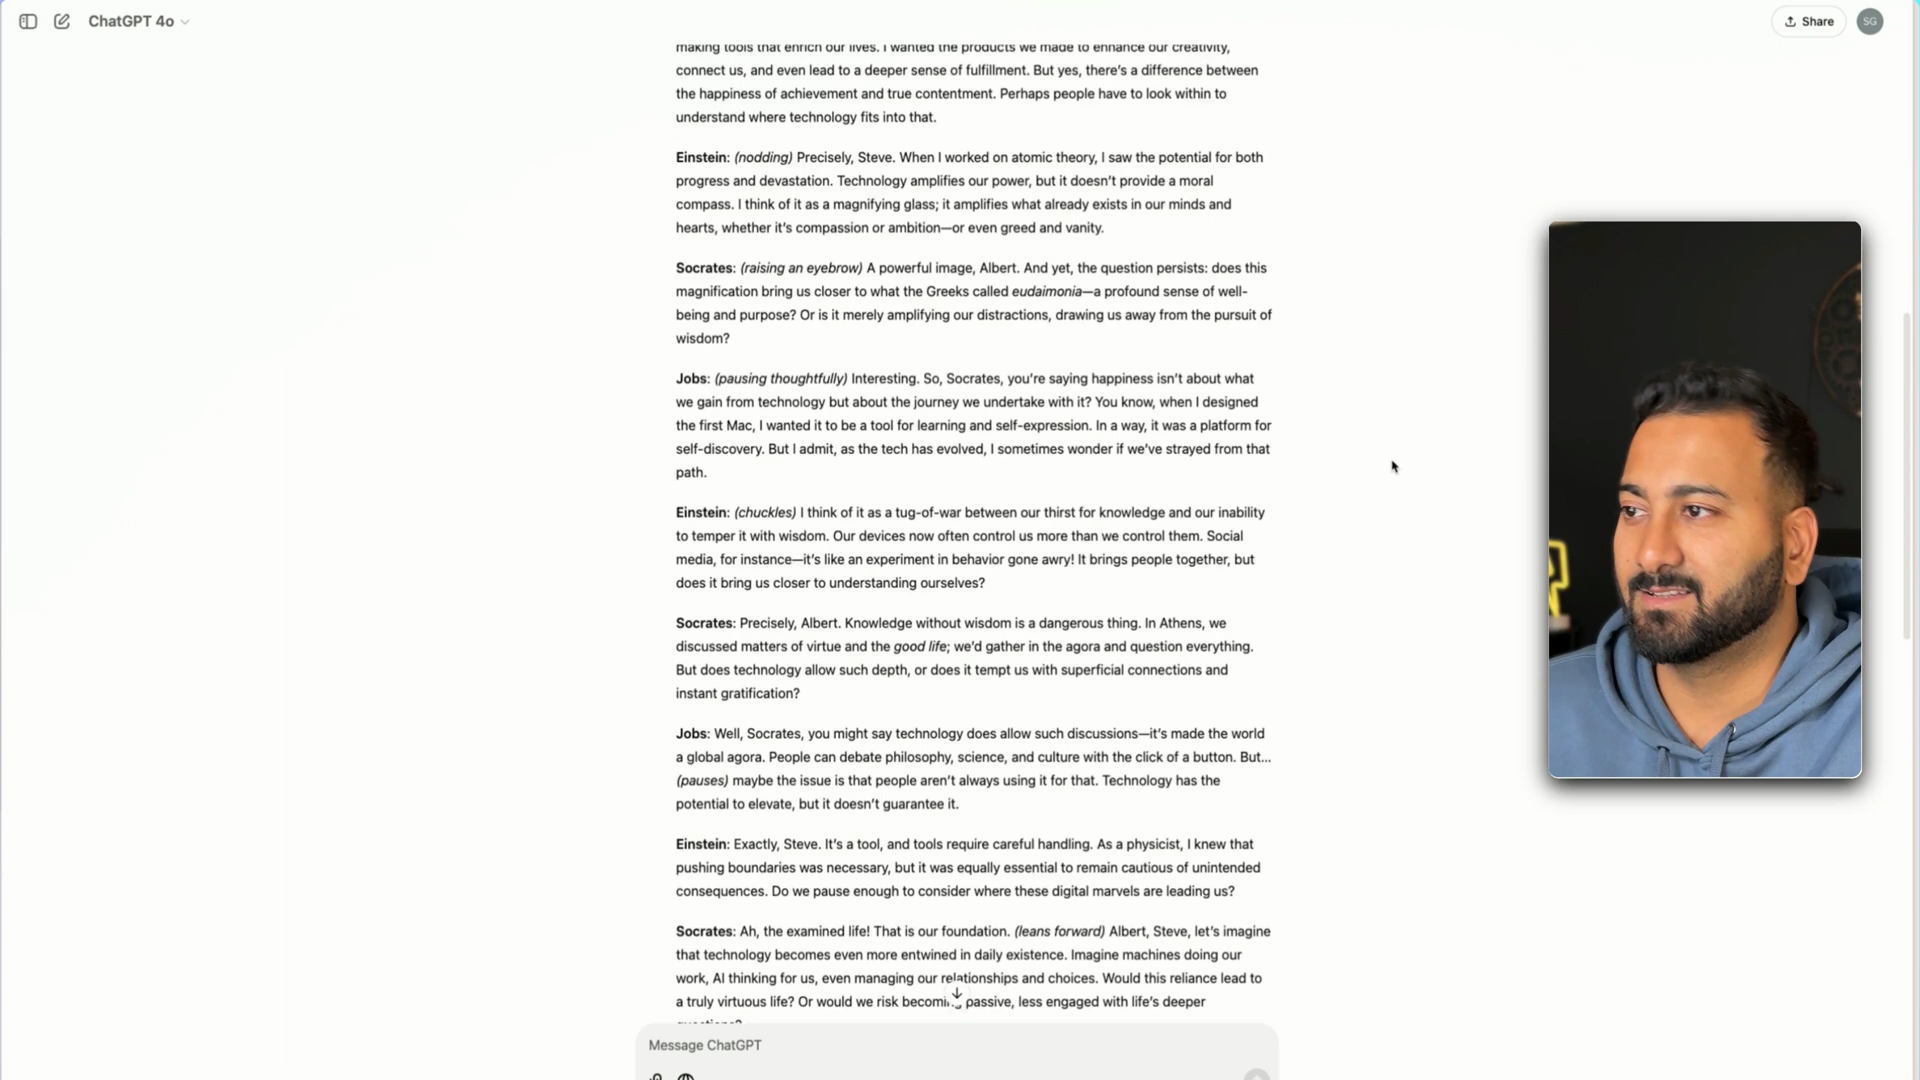 ChatGPT 4o
Share
SG
making tools that enrich our lives. I wanted the products we made to enhance our creativity,
connect us, and even lead to a deeper sense of fulfillment. But yes, there's a difference between
the happiness of achievement and true contentment. Perhaps people have to look within to
understand where technology fits into that.
Einstein: (nodding) Precisely, Steve. When I worked on atomic theory, I saw the potential for both
progress and devastation. Technology amplifies our power, but it doesn't provide a moral
compass. I think of it as a magnifying glass; it amplifies what already exists in our minds and
hearts, whether it's compassion or ambition—or even greed and vanity.
Socrates: (raising an eyebrow) A powerful image, Albert. And yet, the question persists: does this
magnification bring us closer to what the Greeks called eudaimonia—a profound sense of well-
being and purpose? Or is it merely amplifying our distractions, drawing us away from the pursuit of
wisdom?
Jobs: (pausing thoughtfully) Interesting. So, Socrates, you're saying happiness isn't about what
we gain from technology but about the journey we undertake with it? You know, when I designed
the first Mac, I wanted it to be a tool for learning and self-expression. In a way, it was a platform for
self-discovery. But I admit, as the tech has evolved, I sometimes wonder if we've strayed from that
path.
Einstein: (chuckles) I think of it as a tug-of-war between our thirst for knowledge and our inability
to temper it with wisdom. Our devices now often control us more than we control them. Social
media, for instance—it's like an experiment in behavior gone awry! It brings people together, but
does it bring us closer to understanding ourselves?
Socrates: Precisely, Albert. Knowledge without wisdom is a dangerous thing. In Athens, we
discussed matters of virtue and the good life; we'd gather in the agora and question everything.
But does technology allow such depth, or does it tempt us with superficial connections and
instant gratification?
Jobs: Well, Socrates, you might say technology does allow such discussions—it's made the world
a global agora. People can debate philosophy, science, and culture with the click of a button. But...
(pauses) maybe the issue is that people aren't always using it for that. Technology has the
potential to elevate, but it doesn't guarantee it.
Einstein: Exactly, Steve. It's a tool, and tools require careful handling. As a physicist, I knew that
pushing boundaries was necessary, but it was equally essential to remain cautious of unintended
consequences. Do we pause enough to consider where these digital marvels are leading us?
Socrates: Ah, the examined life! That is our foundation. (leans forward) Albert, Steve, let's imagine
that technology becomes even more entwined in daily existence. Imagine machines doing our
work, AI thinking for us, even managing our relationships and choices. Would this reliance lead to
a truly virtuous life? Or would we risk becoming passive, less engaged with life's deeper
Message ChatGPT